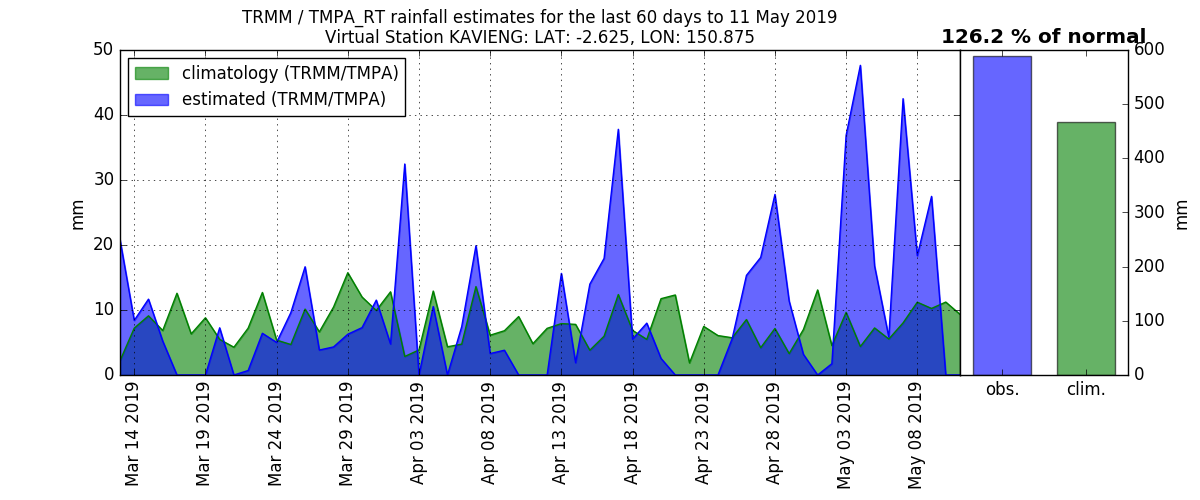 TRMM / TMPA_RT rainfall estimates for the last 60 days to 11 May 2019
Virtual Station KAVIENG: LAT: -2.625, LON: 150.875
126.2 % of normal
climatology (TRMM/TMPA)
estimated (TRMM/TMPA)
50
40
30
20
10
0
mm
Mar 14 2019
Mar 19 2019
Mar 24 2019
Mar 29 2019
Apr 03 2019
Apr 08 2019
Apr 13 2019
Apr 18 2019
Apr 23 2019
Apr 28 2019
May 03 2019
May 08 2019
obs.
clim.
600
500
400
300
200
100
0
mm